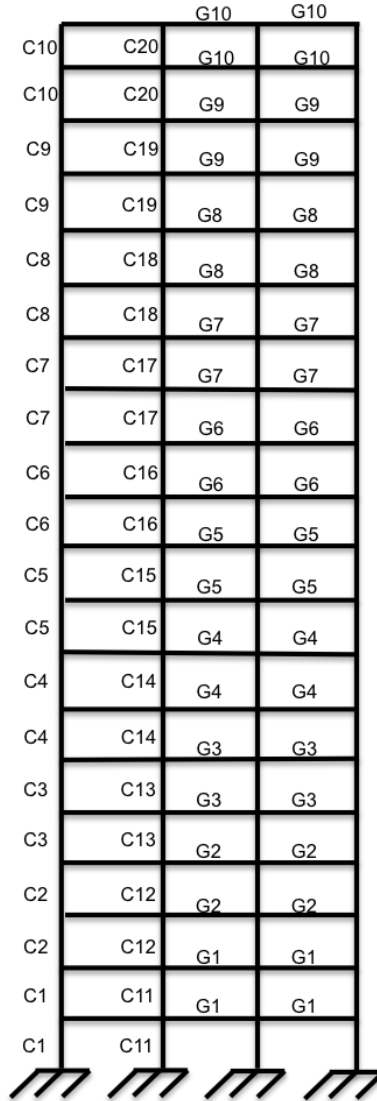 G10 G10
C10 C20 G10 G10
C10 C20 G9 G9
C9 C19 G9 G9
C9 C19 G8 G8
C8 C18 G8 G8
C8 C18 G7 G7
C7 C17 G7 G7
C7 C17 G6 G6
C6 C16 G6 G6
C6 C16 G5 G5
C5 C15 G5 G5
C5 C15 G4 G4
C4 C14 G4 G4
C4 C14 G3 G3
C3 C13 G3 G3
C3 C13 G2 G2
C2 C12 G2 G2
C2 C12 G1 G1
C1 C11 G1 G1
C1 C11